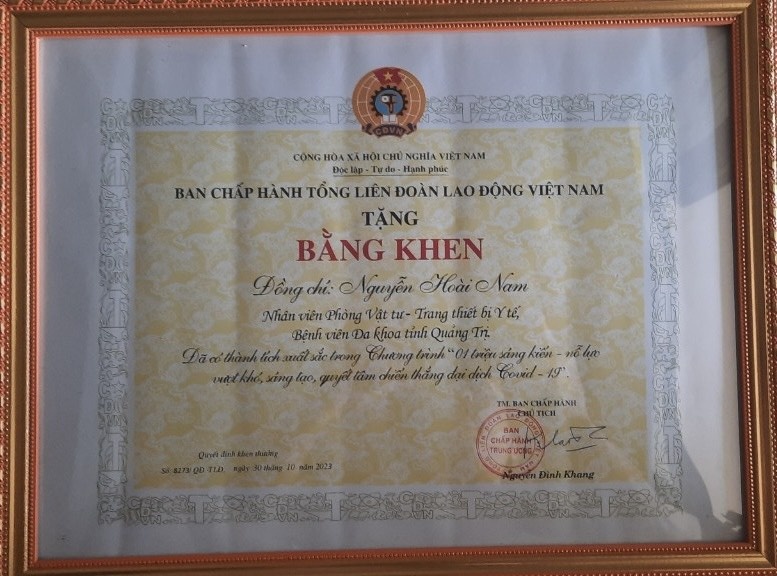 CĐVN
CỘNG HÒA XÃ HỘI CHỦ NGHĨA VIỆT NAM
Độc lập - Tự do - Hạnh phúc
BAN CHẤP HÀNH TỔNG LIÊN ĐOÀN LAO ĐỘNG VIỆT NAM
TẶNG
BẰNG KHEN
Đồng chí: Nguyễn Hoài Nam
Nhân viên Phòng Vật tư - Trang thiết bị Y tế,
Bệnh viện Đa khoa tỉnh Quảng Trị.
Đã có thành tích xuất sắc trong Chương trình “01 triệu sáng kiến - nỗ lực
vượt khó, sáng tạo, quyết tâm chiến thắng đại dịch Covid - 19”.
TM. BAN CHẤP HÀNH
CHỦ TỊCH
BAN
CHẤP HÀNH
TRUNG ƯƠNG
Nguyễn Đình Khang
Quyết định khen thưởng
Số: 8273/QĐ-TLĐ ngày 30 tháng 10 năm 2023